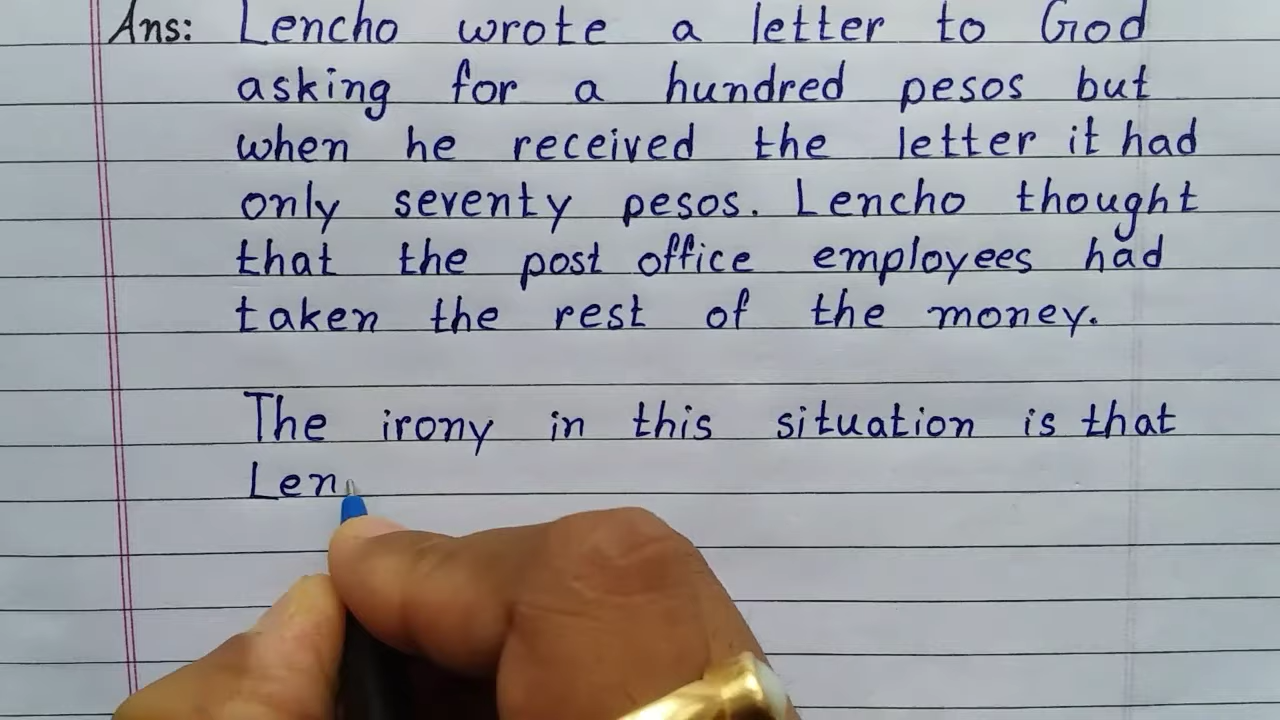 Ans: Lencho wrote a letter to God
asking for a hundred pesos but
when he received the letter it had
only seventy pesos. Lencho thought
that the post office employees had
taken the rest of the money.
The irony in this situation is that
Len